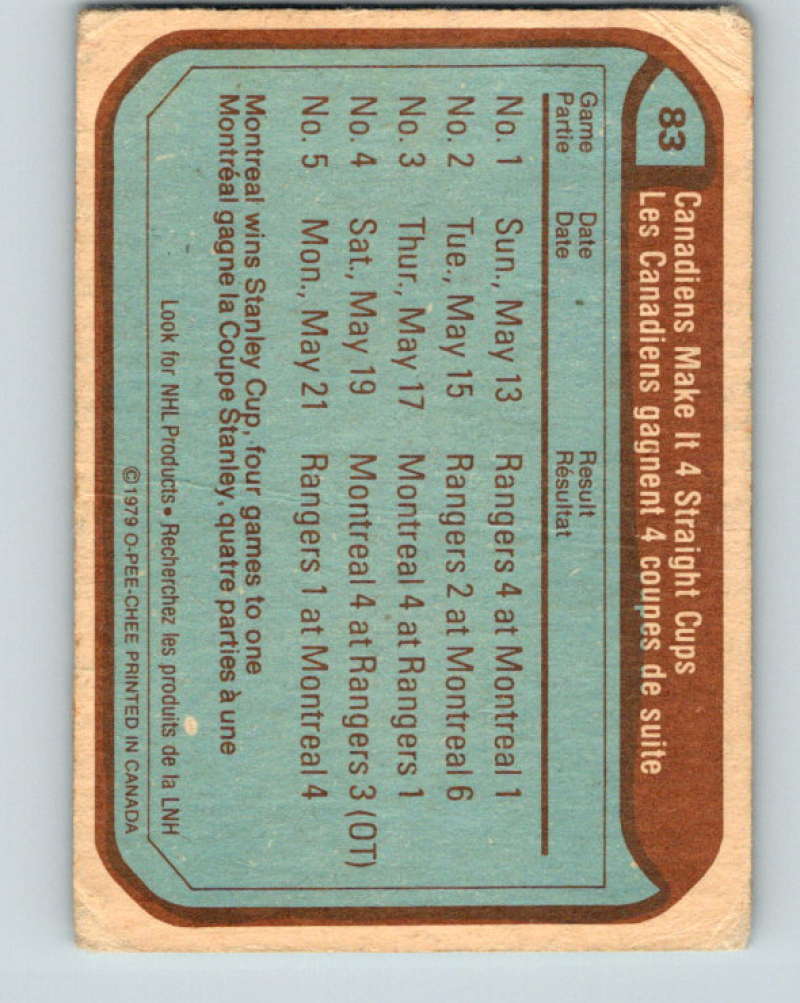 83
Canadiens Make It 4 Straight Cups
Les Canadiens gagnent 4 coupes de suite
Game Date Result
Partie Date Résultat
No. 1 Sun., May 13 Rangers 4 at Montreal 1
No. 2 Tue., May 15 Rangers 2 at Montreal 6
No. 3 Thur., May 17 Montreal 4 at Rangers 1
No. 4 Sat., May 19 Montreal 4 at Rangers 3 (OT)
No. 5 Mon., May 21 Rangers 1 at Montreal 4
Montreal wins Stanley Cup, four games to one
Montréal gagne la Coupe Stanley, quatre parties à une
Look for NHL Products • Recherchez les produits de la LNH
©1979 O-PEE-CHEE PRINTED IN CANADA